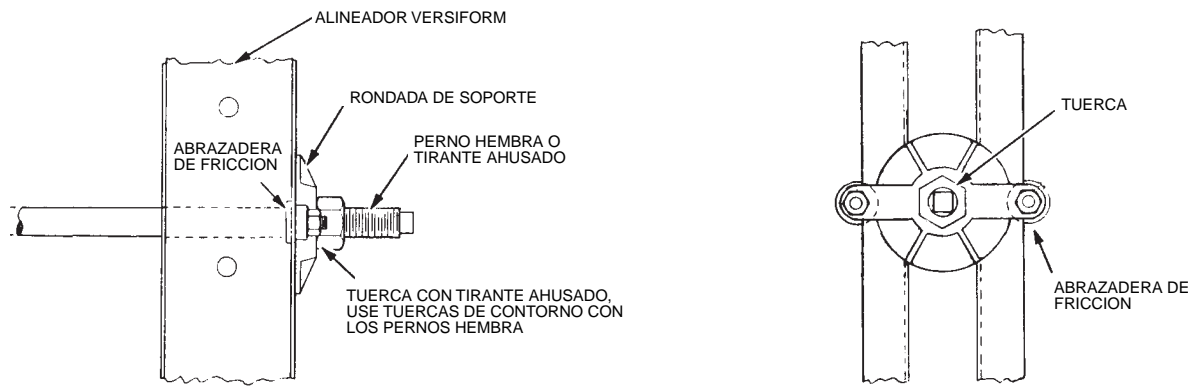 ALINEADOR VERSIFORM
RONDADA DE SOPORTE
ABRAZADERA
DE FRICCION
PERNO HEMBRA O
TIRANTE AHUSADO
TUERCA CON TIRANTE AHUSADO,
USE TUERCAS DE CONTORNO CON
LOS PERNOS HEMBRA
TUERCA
ABRAZADERA DE
FRICCION